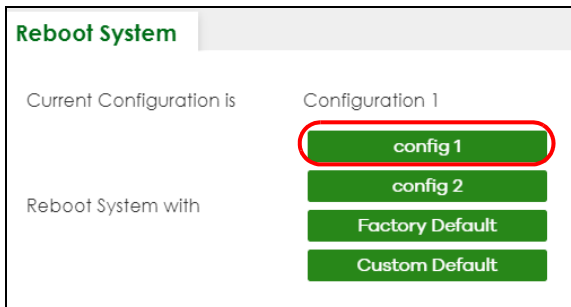 Reboot System
Current Configuration is Configuration 1
config 1
config 2
Reboot System with
Factory Default
Custom Default